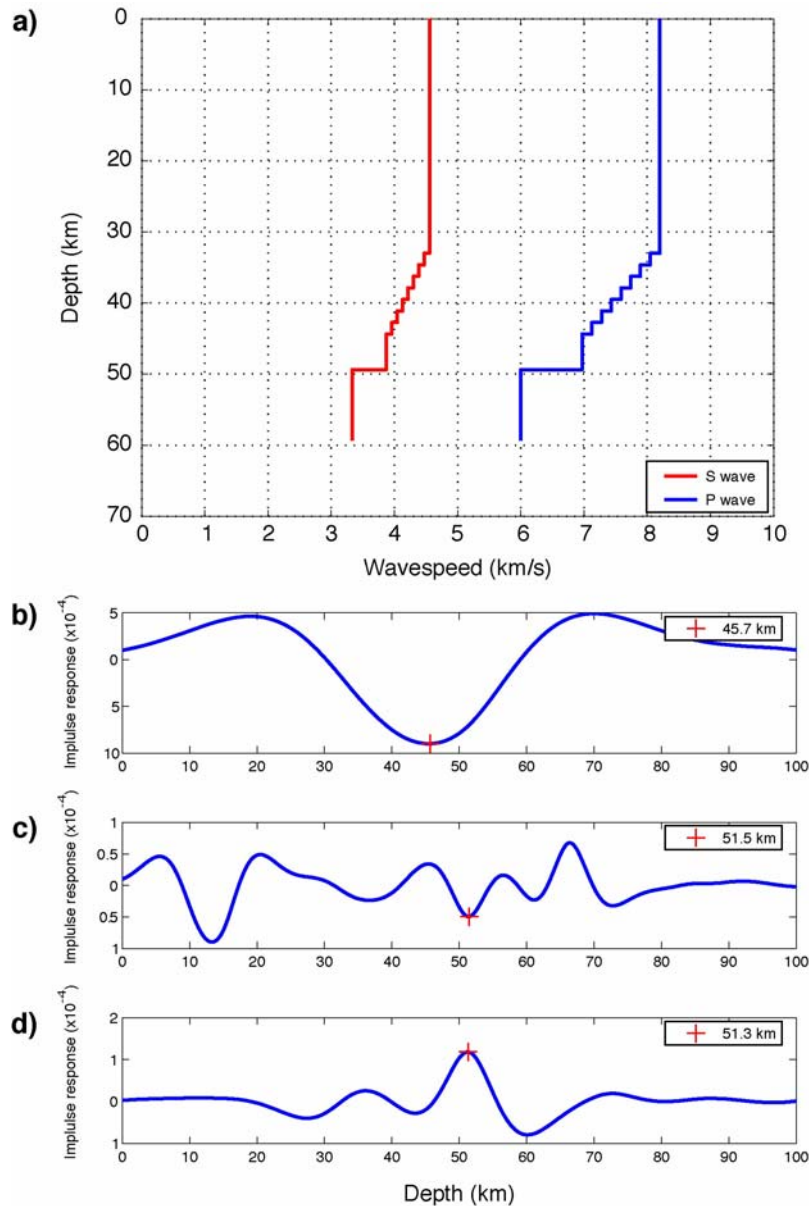 a)
0
10
20
30
40
50
60
70
Depth (km)
0 1 2 3 4 5 6 7 8 9 10
Wavespeed (km/s)
S wave
P wave
b)
Implulse response (x10-4)
5
0
5
10
45.7 km
0 10 20 30 40 50 60 70 80 90 100
c)
Implulse response (x10-4)
1
0.5
0
0.5
1
51.5 km
0 10 20 30 40 50 60 70 80 90 100
d)
Implulse response (x10-4)
2
1
0
1
51.3 km
0 10 20 30 40 50 60 70 80 90 100
Depth (km)